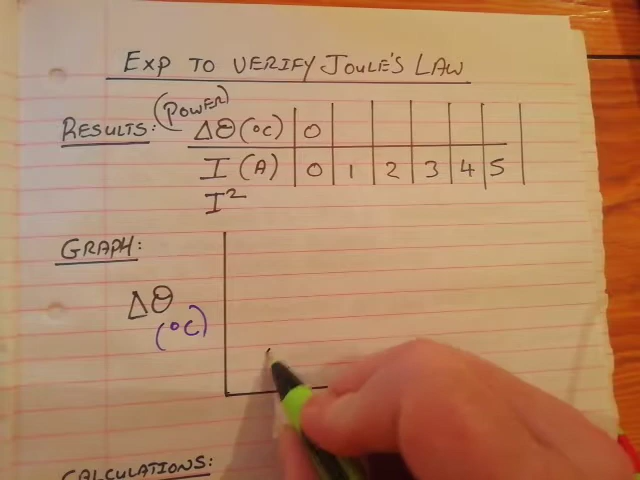 EXP TO VERIFY JOULE'S LAW
(POWER)
RESULTS: Δθ (°C) 0
I (A) 0 1 2 3 4 5
I²
GRAPH:
Δθ
(°C)
CALCULATIONS: